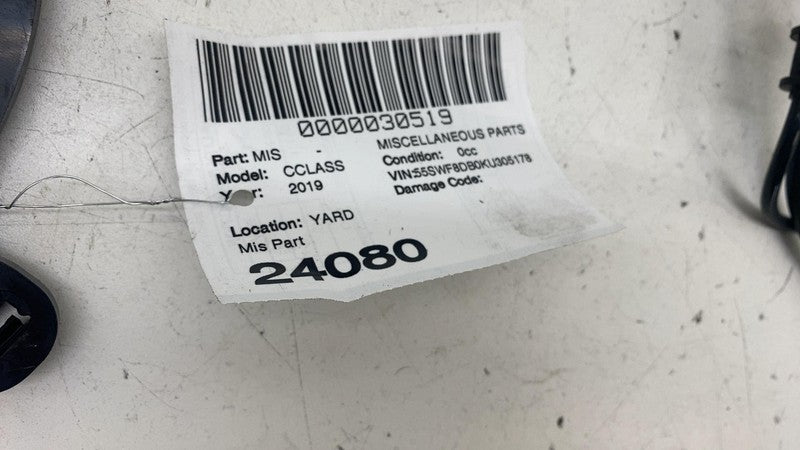 0000030519
Part: MIS - MISCELLANEOUS PARTS
Model: CCLASS Condition: 0cc
Year: 2019 VIN:55SWF8DB0KU305178
Damage Code:
Location: YARD
Mis Part
24080